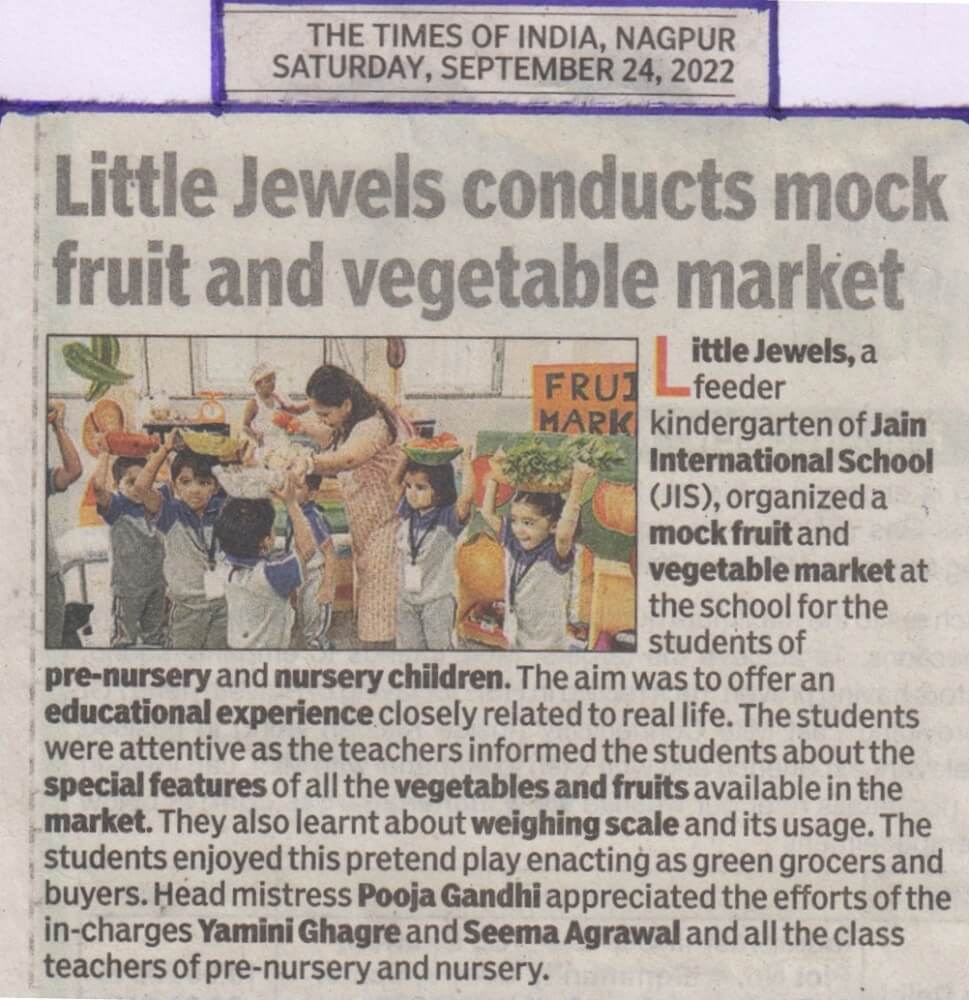 THE TIMES OF INDIA, NAGPUR
SATURDAY, SEPTEMBER 24, 2022
Little Jewels conducts mock
fruit and vegetable market
FRUI
MARK
Little Jewels, a
feeder
kindergarten of Jain
International School
(JIS), organized a
mock fruit and
vegetable market at
the school for the
students of
pre-nursery and nursery children. The aim was to offer an
educational experience closely related to real life. The students
were attentive as the teachers informed the students about the
special features of all the vegetables and fruits available in the
market. They also learnt about weighing scale and its usage. The
students enjoyed this pretend play enacting as green grocers and
buyers. Head mistress Pooja Gandhi appreciated the efforts of the
in-charges Yamini Ghagre and Seema Agrawal and all the class
teachers of pre-nursery and nursery.